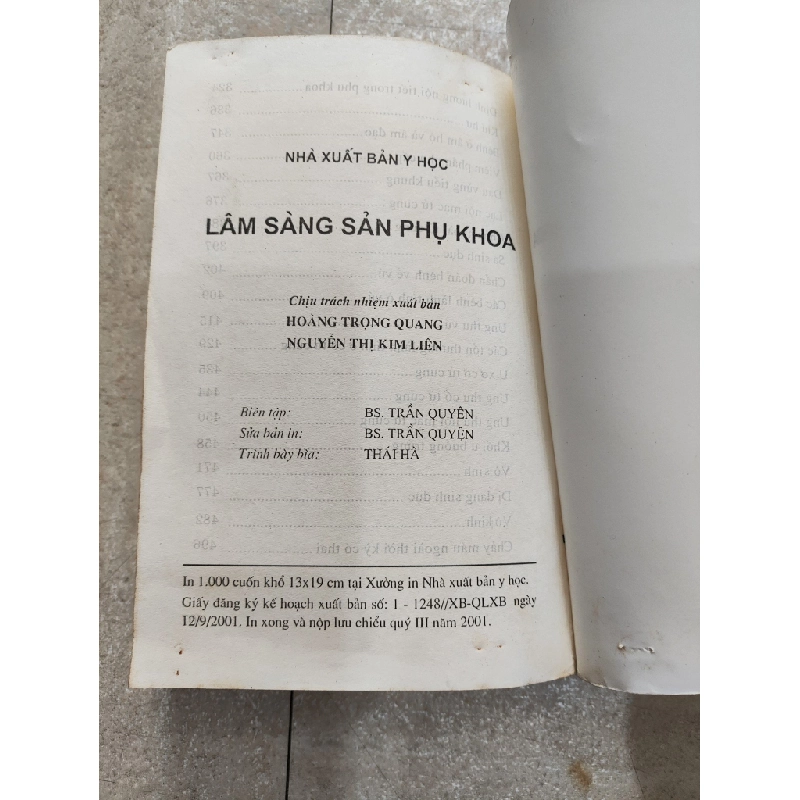 NHÀ XUẤT BẢN Y HỌC
LÂM SÀNG SẢN PHỤ KHOA
Chịu trách nhiệm xuất bản
HOÀNG TRỌNG QUANG
NGUYỄN THỊ KIM LIÊN
Biên tập: BS. TRẦN QUYÊN
Sửa bản in: BS. TRẦN QUYÊN
Trình bày bìa: THÁI HÀ
In 1.000 cuốn khổ 13x19 cm tại Xưởng in Nhà xuất bản y học.
Giấy đăng ký kế hoạch xuất bản số: 1 - 1248//XB-QLXB ngày
12/9/2001. In xong và nộp lưu chiểu quý III năm 2001.